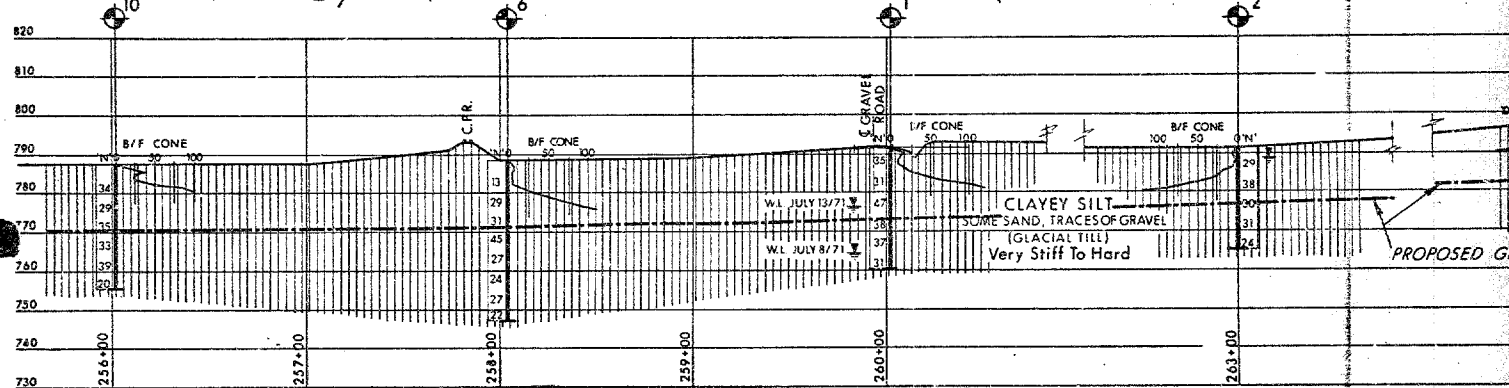 10
6
1
2
820
810
800
790
780
770
760
750
740
730
B/F CONE
'N' 0 50 100
34
29
35
33
39
20
C.P.R.
B/F CONE
'N' 0 50 100
13
29
31
45
27
24
27
22
℄ GRAVEL
ROAD
B/F CONE
'N' 0 50 100
35
31
47
38
37
31
W.L. JULY 13/71
W.L. JULY 8/71
CLAYEY SILT
SOME SAND, TRACES OF GRAVEL
(GLACIAL TILL)
Very Stiff To Hard
B/F CONE
100 50 0 'N'
29
38
30
31
24
PROPOSED
256+00
257+00
258+00
259+00
260+00
263+00